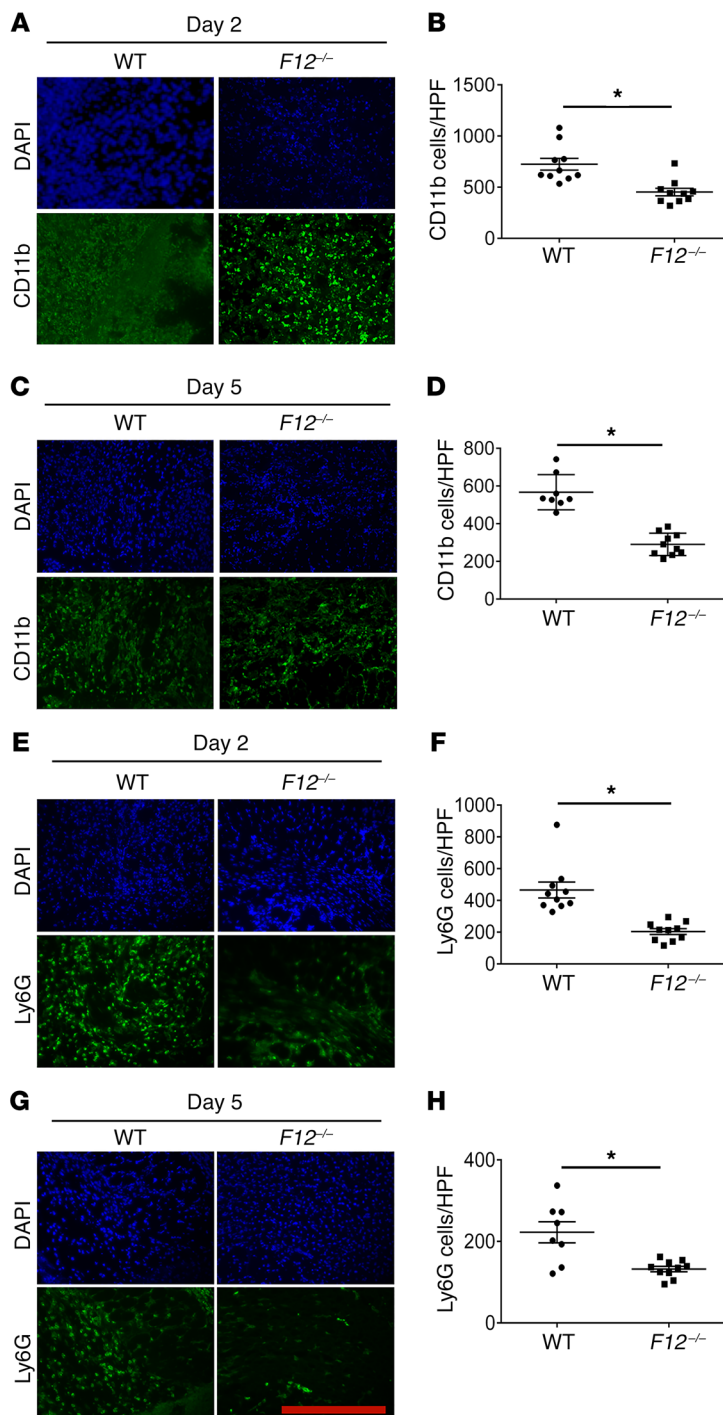 A
Day 2
WT
F12⁻/⁻
DAPI
CD11b
B
CD11b cells/HPF
1500
1000
500
0
*
WT
F12⁻/⁻
C
Day 5
WT
F12⁻/⁻
DAPI
CD11b
D
CD11b cells/HPF
800
600
400
200
0
*
WT
F12⁻/⁻
E
Day 2
WT
F12⁻/⁻
DAPI
Ly6G
F
Ly6G cells/HPF
1000
800
600
400
200
0
*
WT
F12⁻/⁻
G
Day 5
WT
F12⁻/⁻
DAPI
Ly6G
H
Ly6G cells/HPF
400
200
0
*
WT
F12⁻/⁻